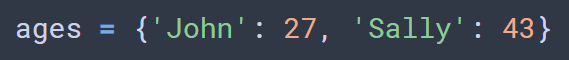 ages = {'John': 27, 'Sally': 43}